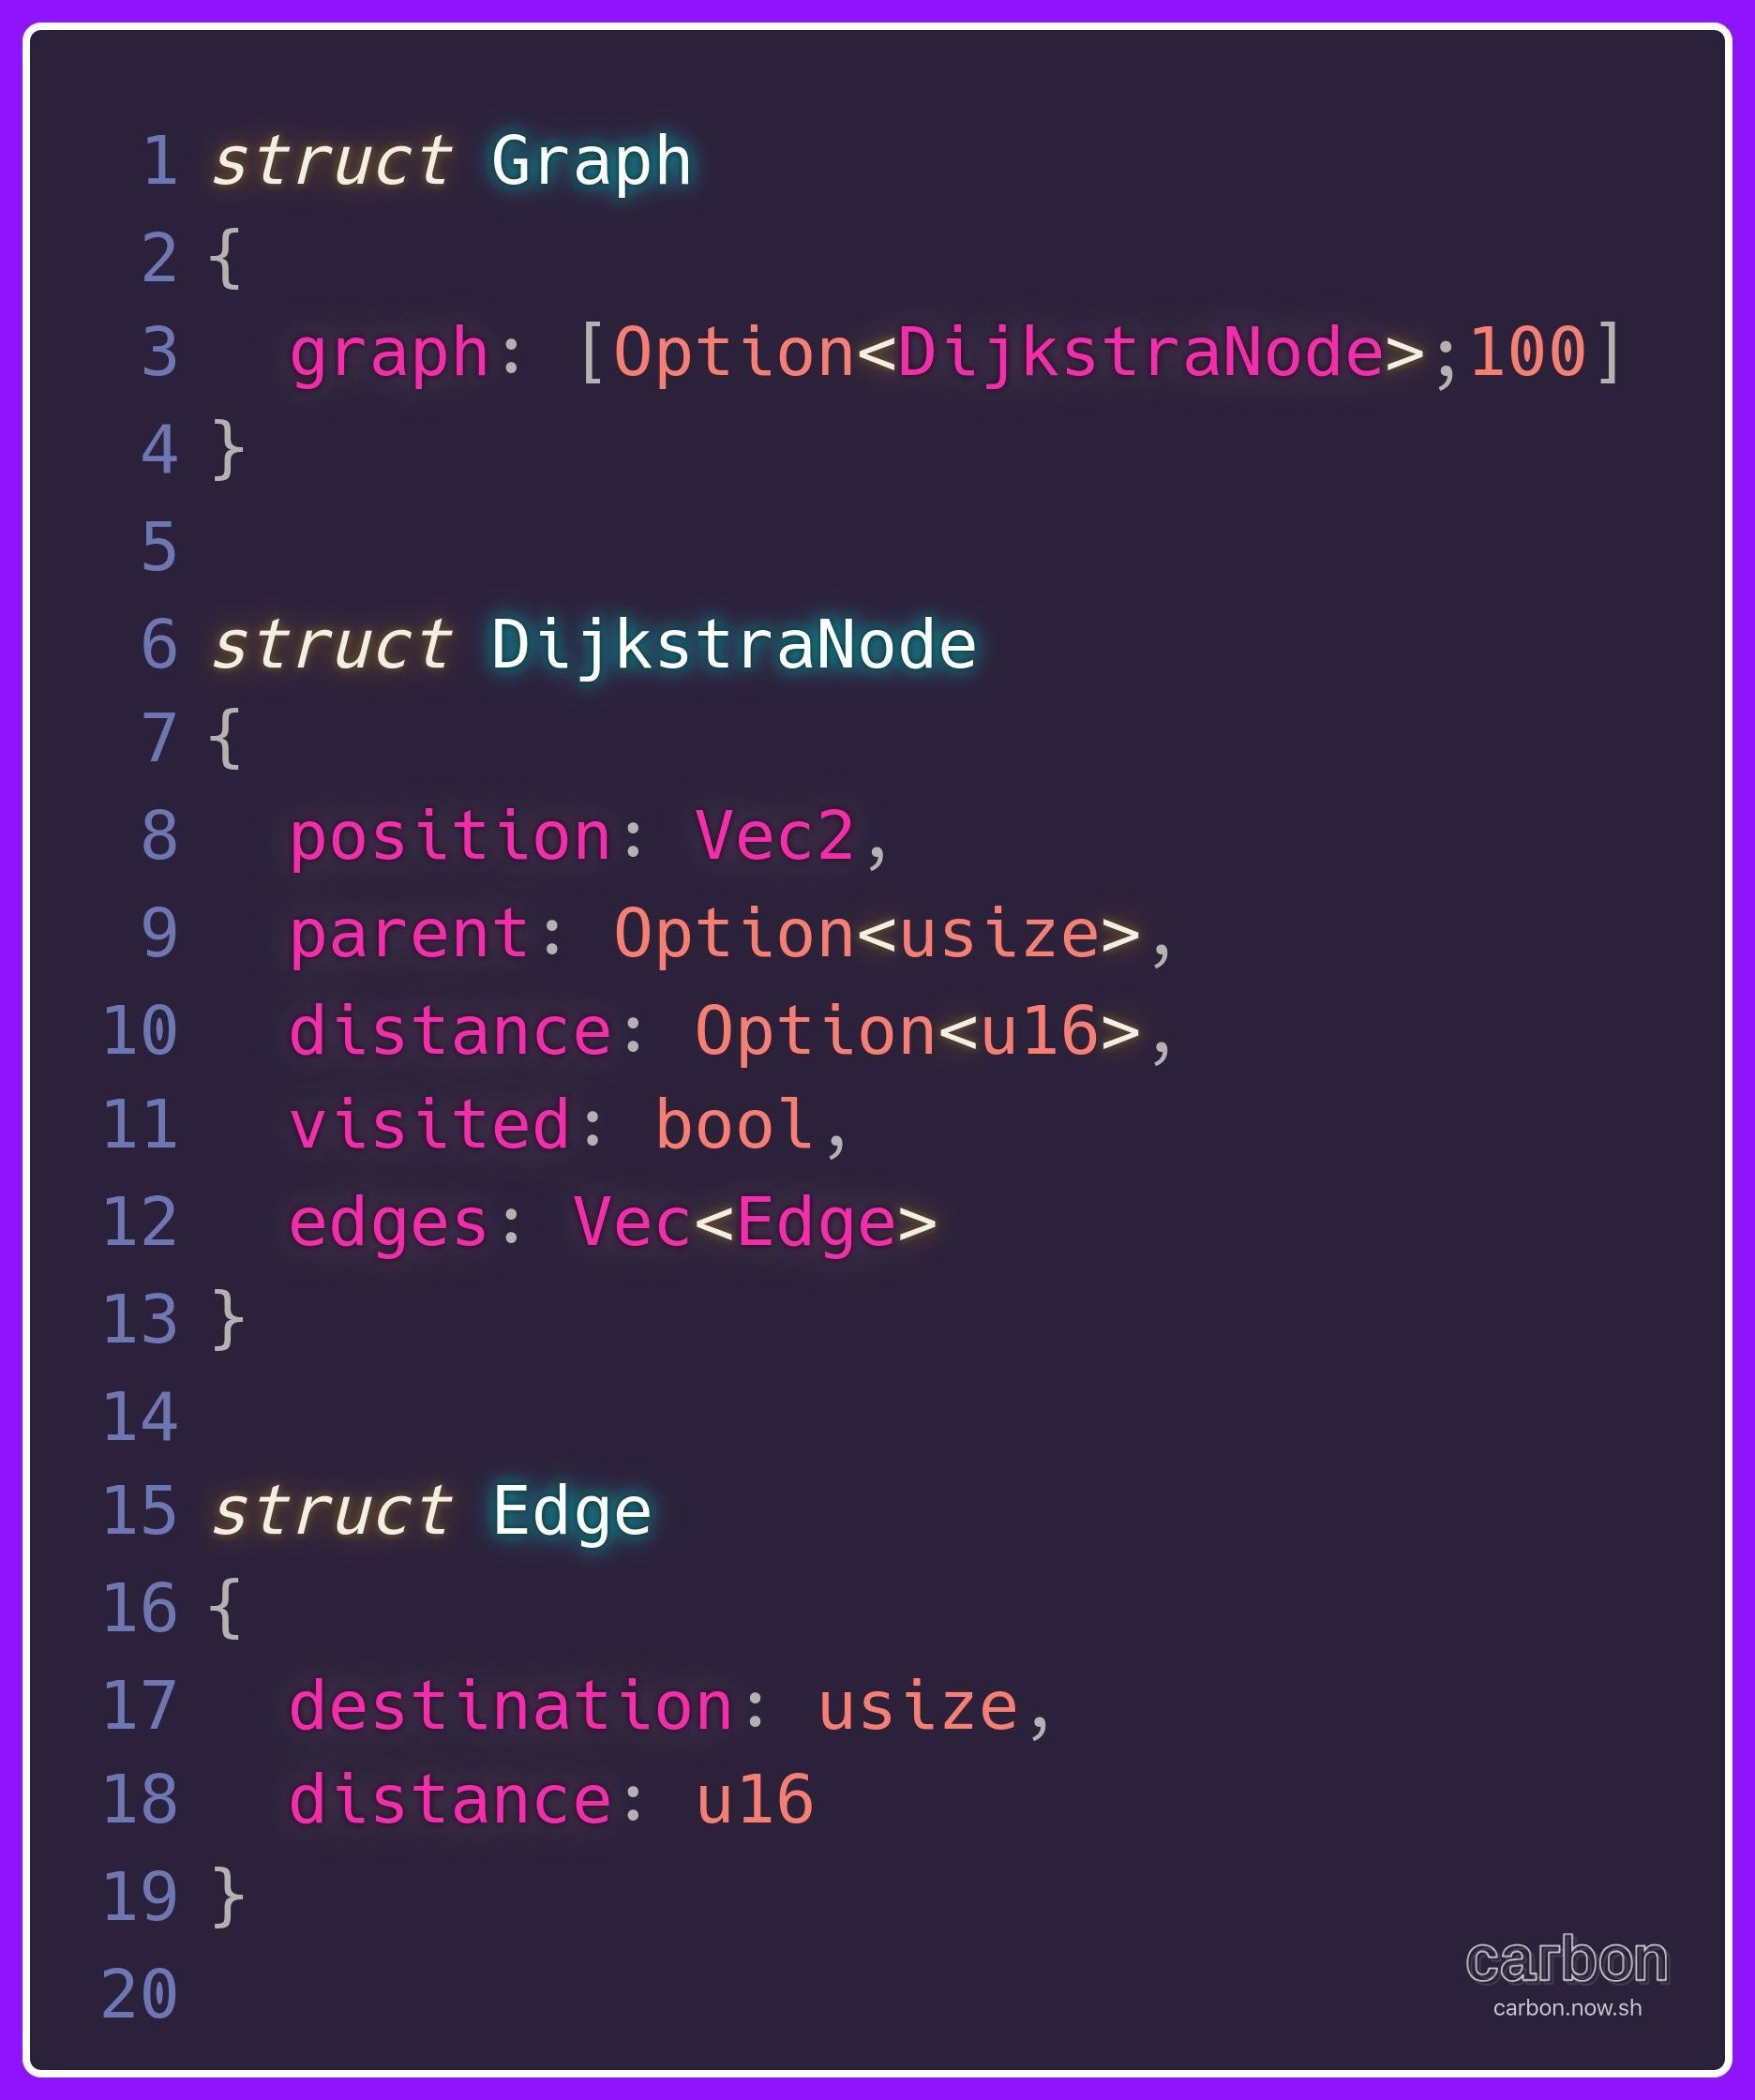 1 struct Graph
2 {
3   graph: [Option<DijkstraNode>;100]
4 }
5
6 struct DijkstraNode
7 {
8   position: Vec2,
9   parent: Option<usize>,
10   distance: Option<u16>,
11   visited: bool,
12   edges: Vec<Edge>
13 }
14
15 struct Edge
16 {
17   destination: usize,
18   distance: u16
19 }
20
carbon
carbon.now.sh